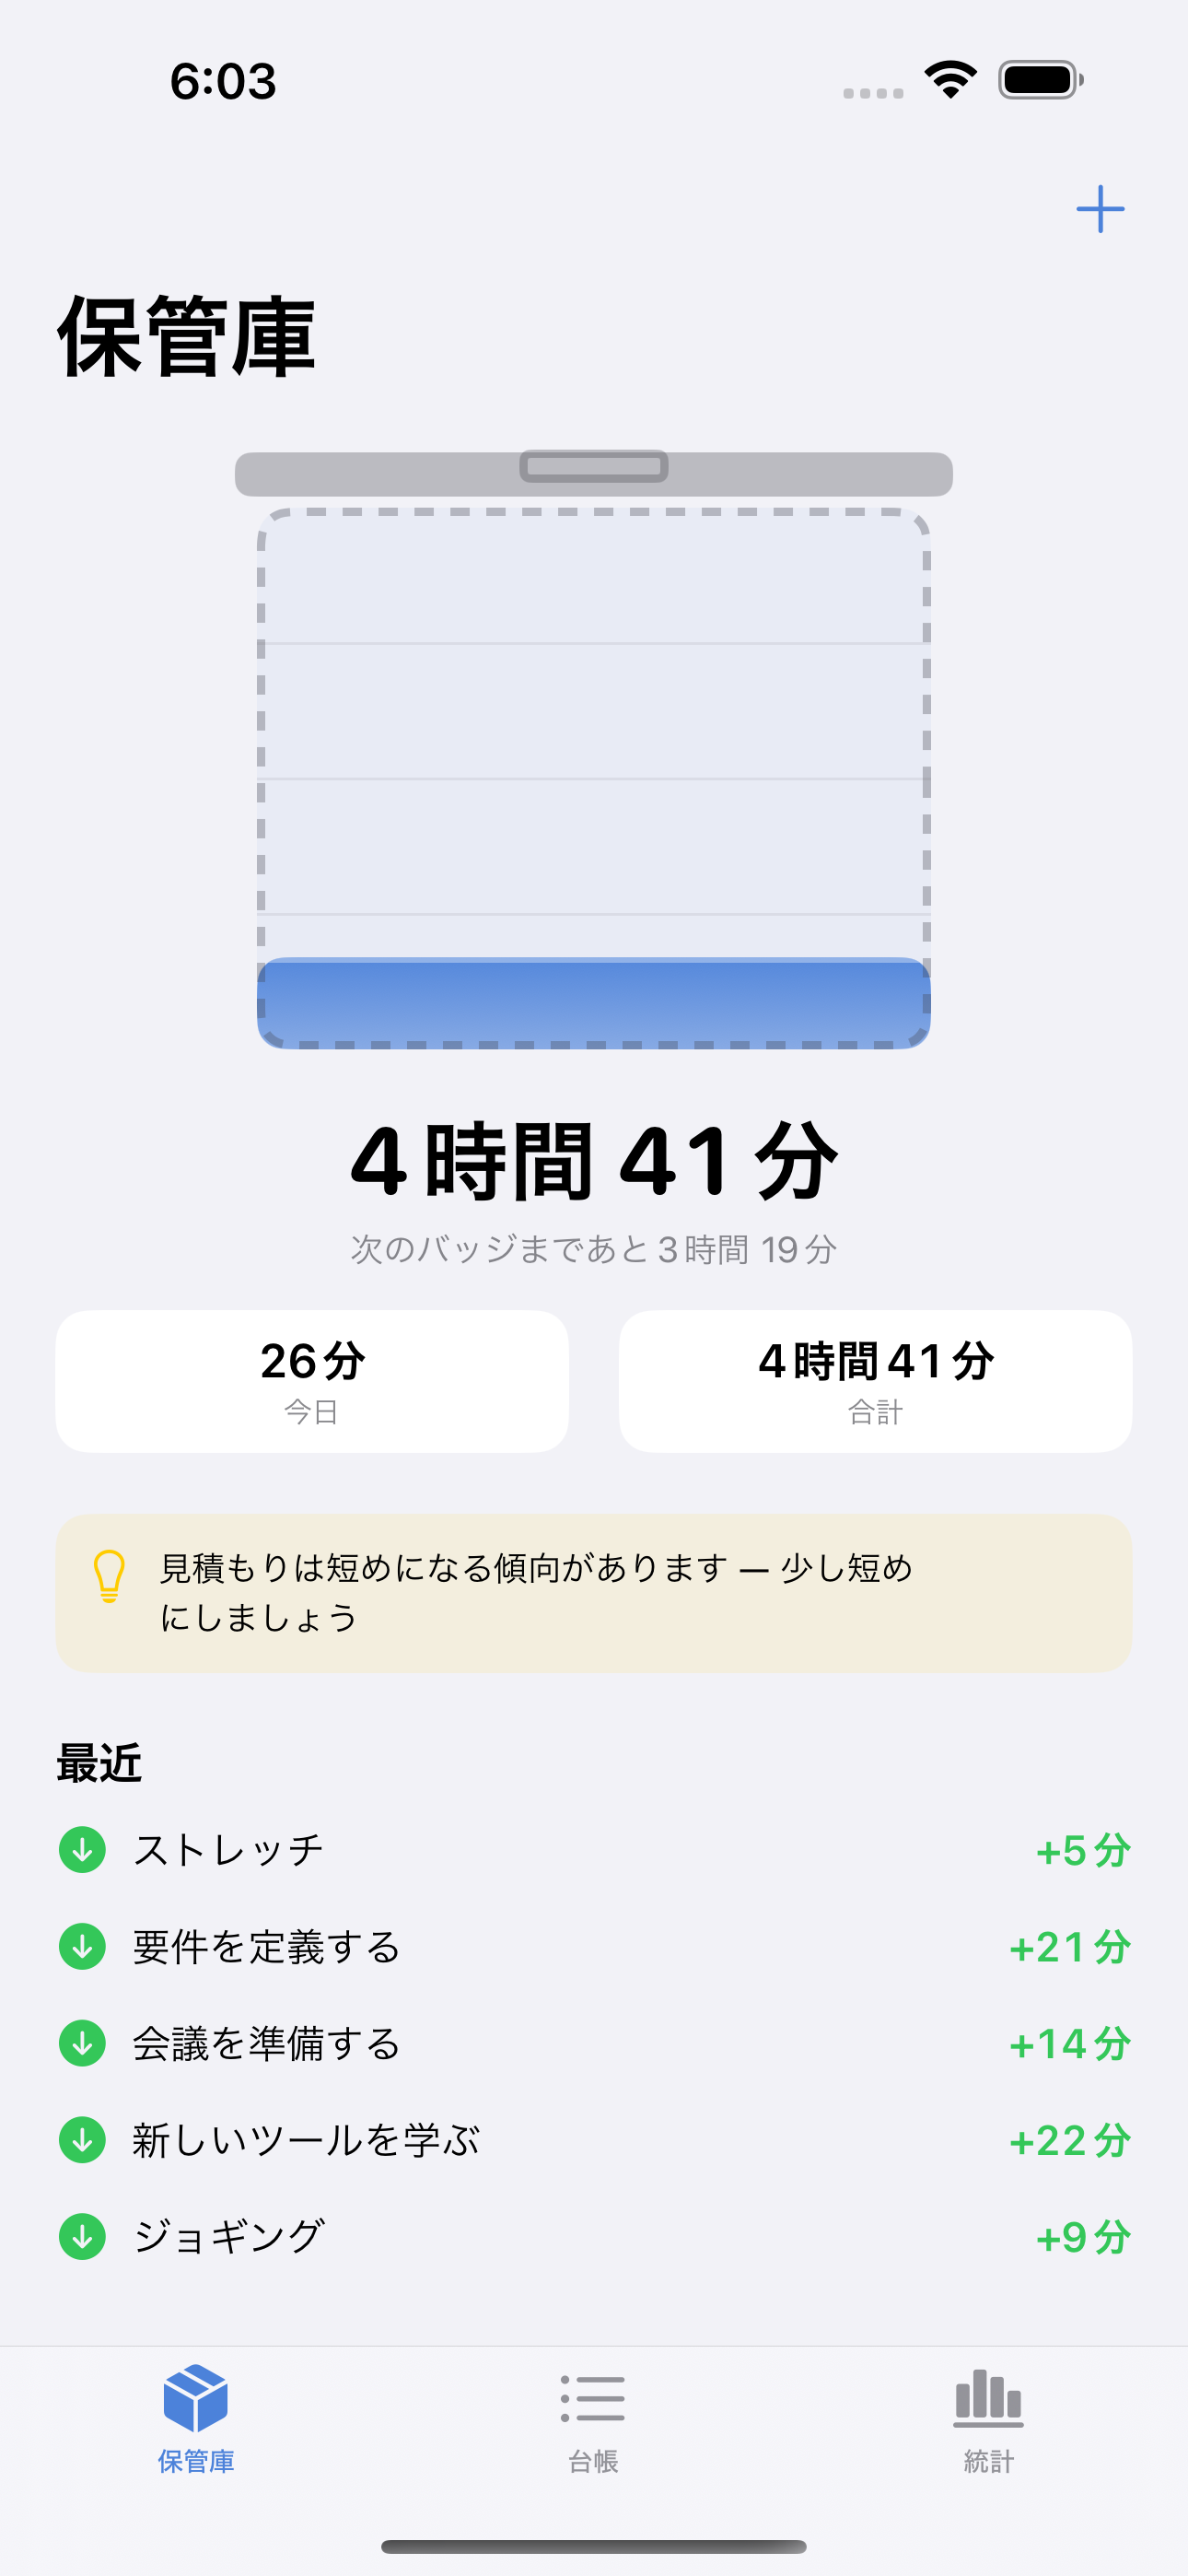 6:03
保管庫
4時間 41分
次のバッジまであと3時間 19分
26分
今日
4時間41分
合計
見積もりは短めになる傾向があります — 少し短め
にしましょう
最近
ストレッチ
+5分
要件を定義する
+21分
会議を準備する
+14分
新しいツールを学ぶ
+22分
ジョギング
+9分
保管庫
台帳
統計